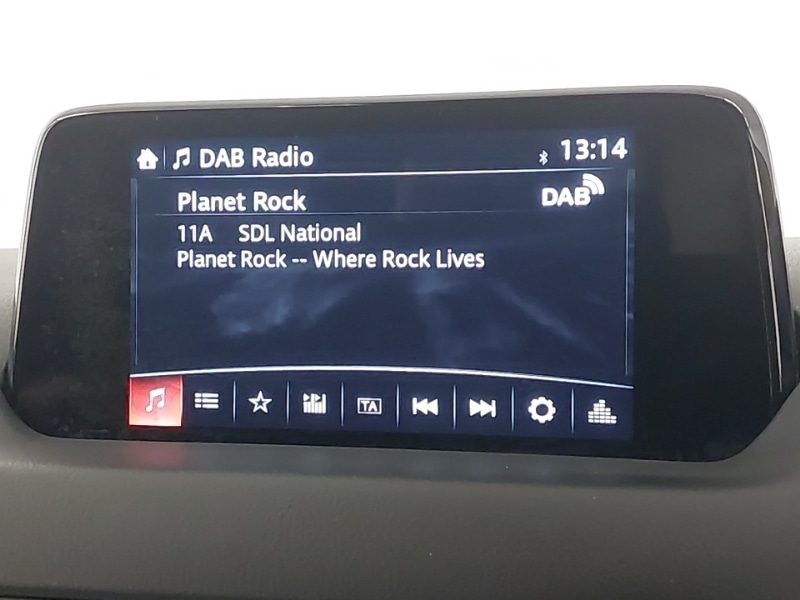 DAB Radio 13:14
Planet Rock DAB
11A SDL National
Planet Rock -- Where Rock Lives
TA